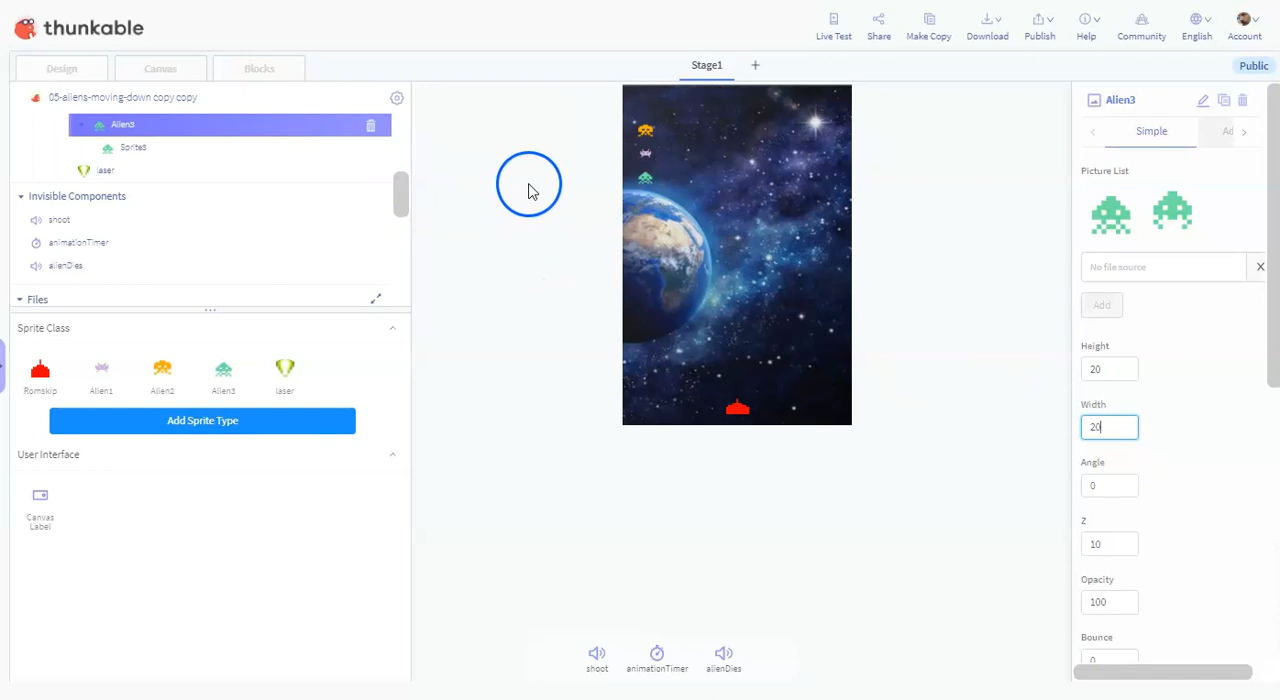 thunkable
Live Test
Share
Make Copy
Download
Publish
Help
Community
English
Account
Design
Canvas
Blocks
Stage1
+
Public
05-aliens-moving-down copy copy
Alien3
Sprite3
laser
Invisible Components
shoot
animationTimer
alienDies
Files
Sprite Class
Romskip
Alien1
Alien2
Alien3
laser
Add Sprite Type
User Interface
Canvas
Label
shoot
animationTimer
alienDies
Alien3
Simple
Picture List
No file source
X
Add
Height
20
Width
20
Angle
0
Z
10
Opacity
100
Bounce
0